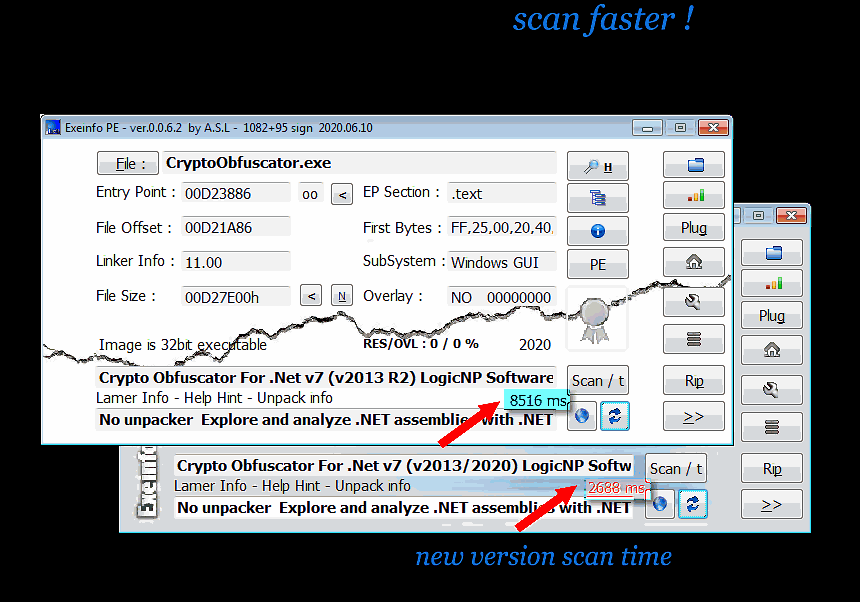 scan faster !
Exeinfo PE - ver.0.0.6.2 by A.S.L - 1082+95 sign 2020.06.10
File : CryptoObfuscator.exe H
Entry Point : 00D23886 oo < EP Section : .text
File Offset : 00D21A86 First Bytes : FF,25,00,20,40, Plug
Linker Info : 11.00 SubSystem : Windows GUI PE
File Size : 00D27E00h < N Overlay : NO 00000000
Plug
Image is 32bit executable RES/OVL : 0 / 0 % 2020
Crypto Obfuscator For .Net v7 (v2013 R2) LogicNP Software Scan / t Rip
Lamer Info - Help Hint - Unpack info 8516 ms
No unpacker Explore and analyze .NET assemblies with .NET >>
Exeinfo
Crypto Obfuscator For .Net v7 (v2013/2020) LogicNP Softw Scan / t Rip
Lamer Info - Help Hint - Unpack info 2688 ms
No unpacker Explore and analyze .NET assemblies with .NET >>
new version scan time